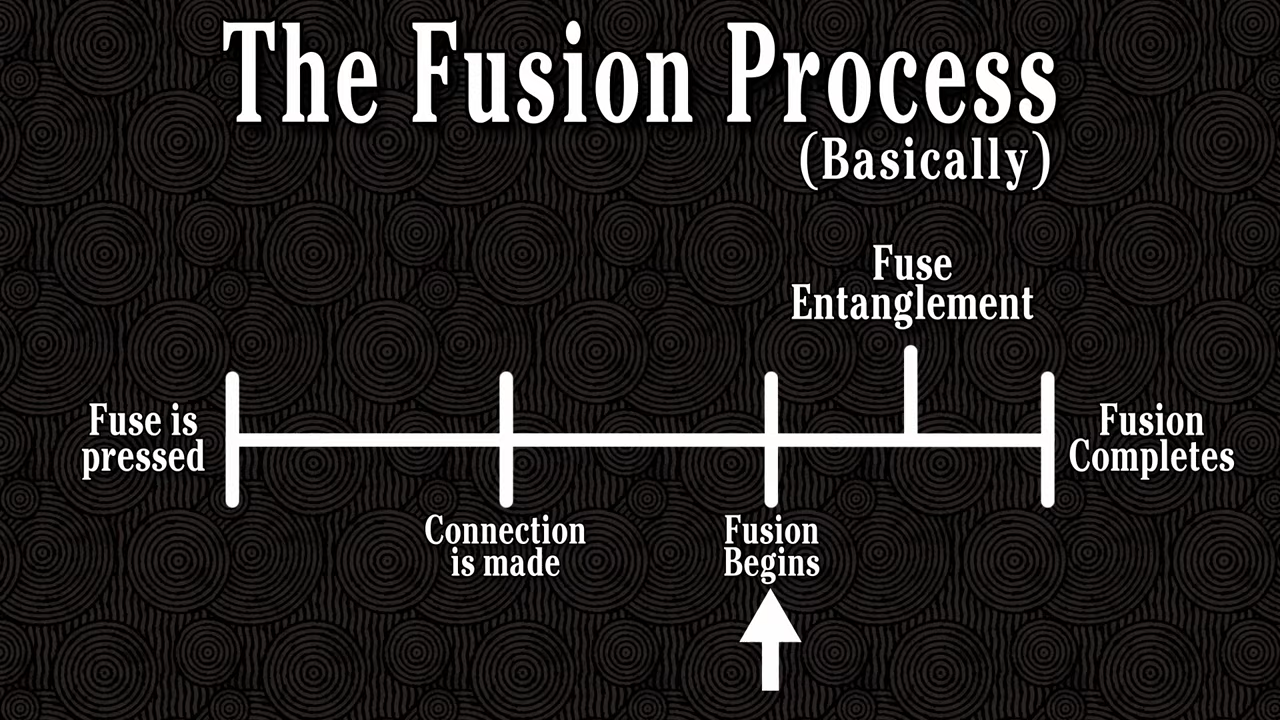 The Fusion Process
(Basically)
Fuse
Entanglement
Fuse is
pressed
Fusion
Completes
Connection
is made
Fusion
Begins